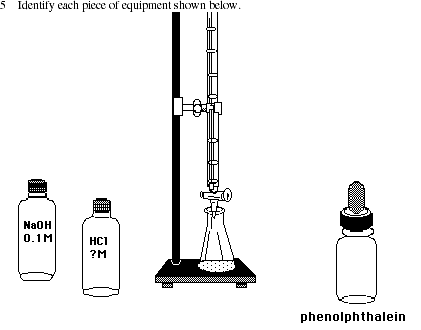 5 Identify each piece of equipment shown below.
NaOH
0.1M
HCl
?M
phenolphthalein